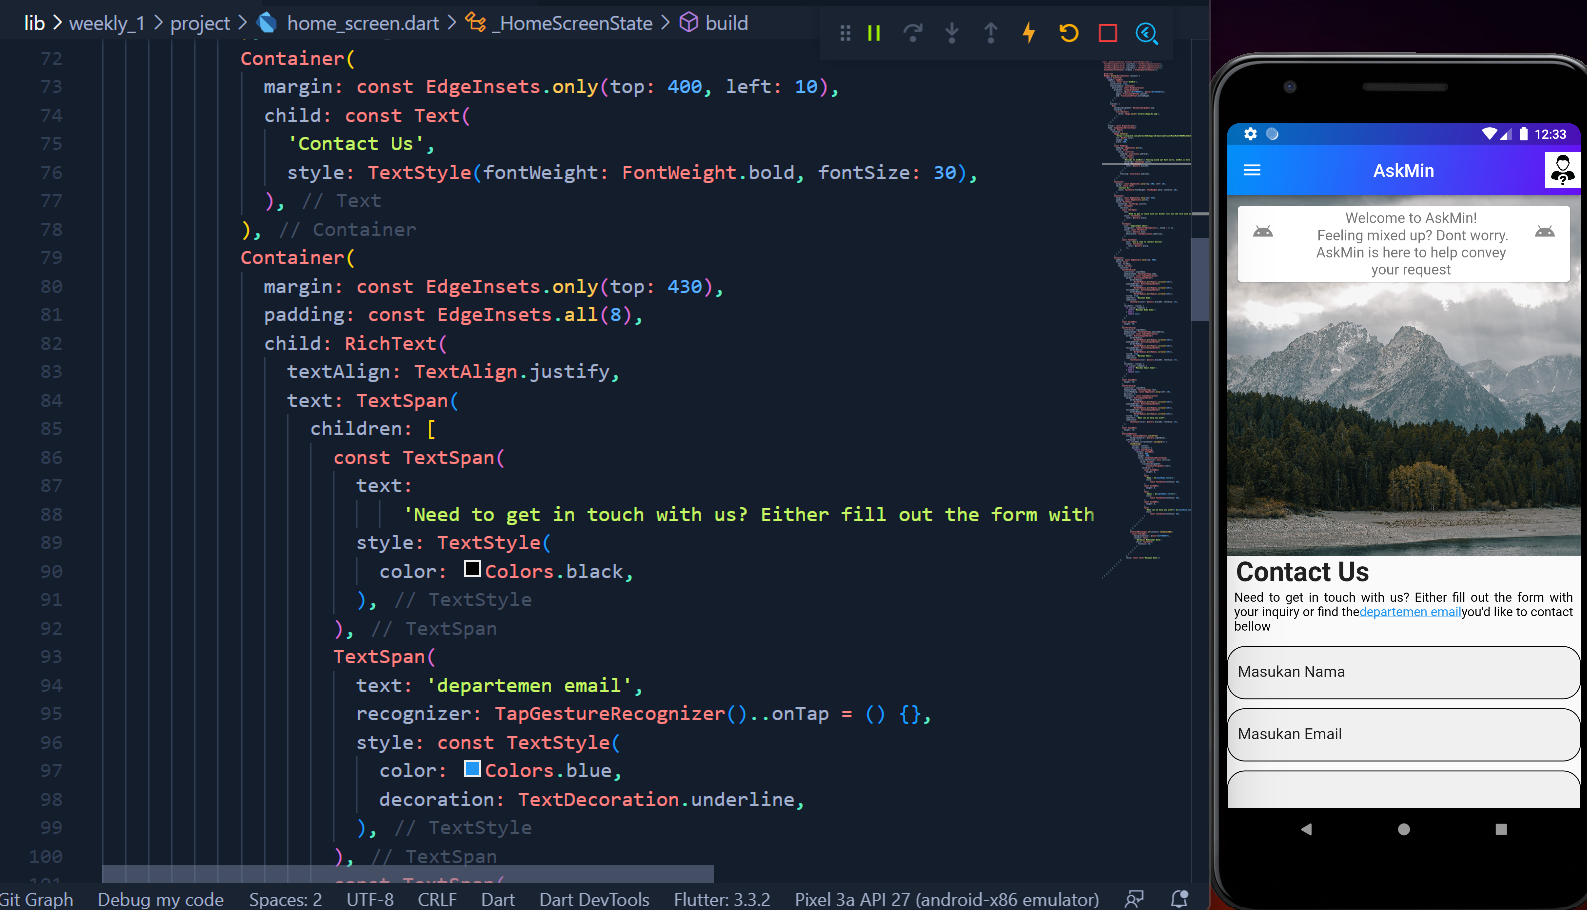 lib > weekly_1 > project > home_screen.dart > _HomeScreenState > build
72 Container(
73 margin: const EdgeInsets.only(top: 400, left: 10),
74 child: const Text(
75 'Contact Us',
76 style: TextStyle(fontWeight: FontWeight.bold, fontSize: 30),
77 ), // Text
78 ), // Container
79 Container(
80 margin: const EdgeInsets.only(top: 430),
81 padding: const EdgeInsets.all(8),
82 child: RichText(
83 textAlign: TextAlign.justify,
84 text: TextSpan(
85 children: [
86 const TextSpan(
87 text:
88 'Need to get in touch with us? Either fill out the form with
89 style: TextStyle(
90 color: Colors.black,
91 ), // TextStyle
92 ), // TextSpan
93 TextSpan(
94 text: 'departemen email',
95 recognizer: TapGestureRecognizer()..onTap = () {},
96 style: const TextStyle(
97 color: Colors.blue,
98 decoration: TextDecoration.underline,
99 ), // TextStyle
100 ), // TextSpan
101 const TextSpan(
Git Graph Debug my code Spaces: 2 UTF-8 CRLF Dart Dart DevTools Flutter: 3.3.2 Pixel 3a API 27 (android-x86 emulator)
12:33
AskMin
Welcome to AskMin!
Feeling mixed up? Dont worry.
AskMin is here to help convey
your request
Contact Us
Need to get in touch with us? Either fill out the form with
your inquiry or find thedepartemen emailyou'd like to contact
bellow
Masukan Nama
Masukan Email